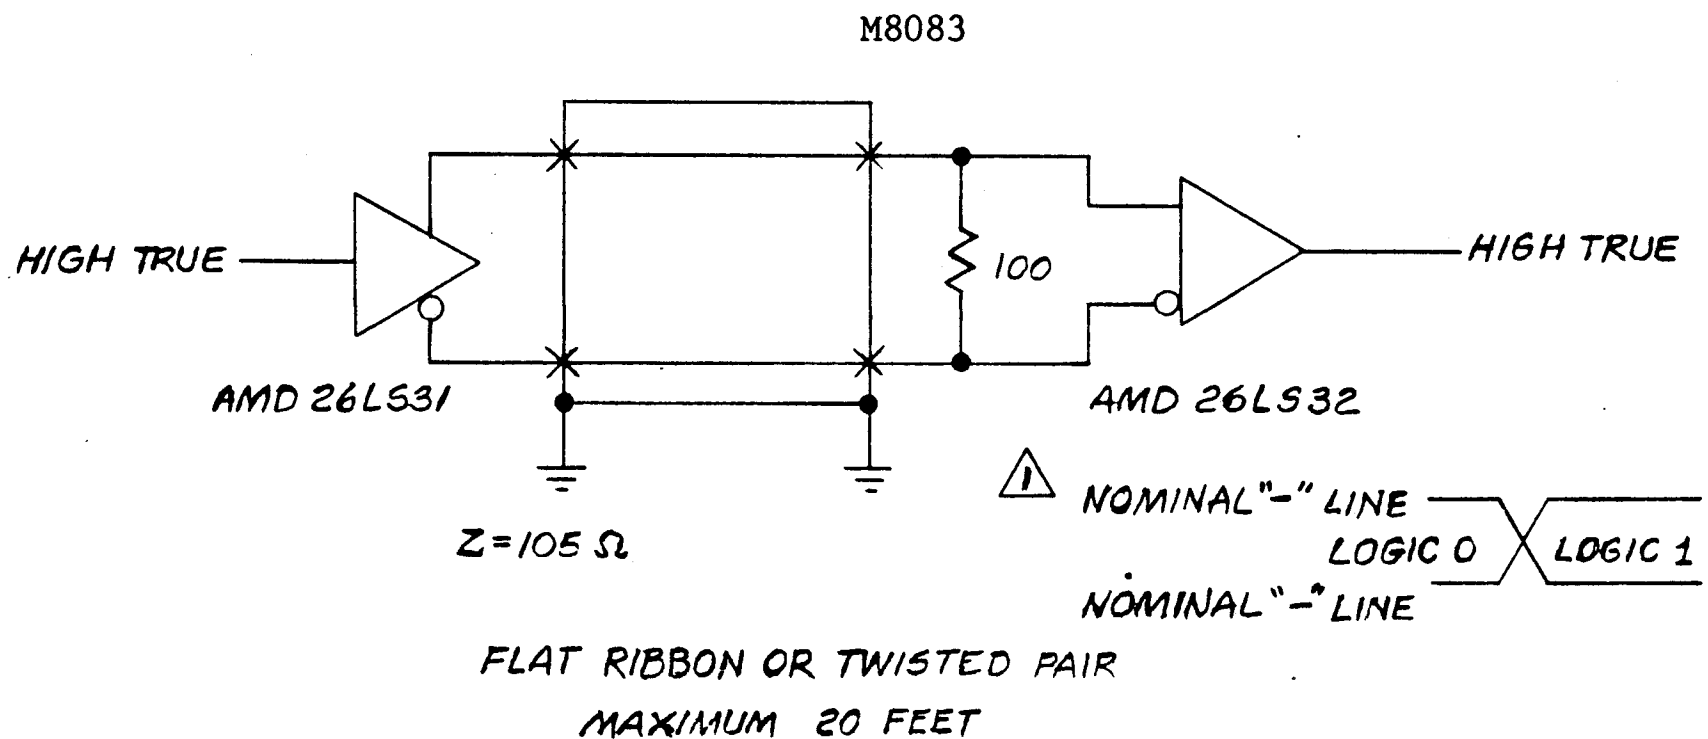 M8083
HIGH TRUE
100
HIGH TRUE
AMD 26LS31
AMD 26LS32
1
NOMINAL "-" LINE
LOGIC 0
LOGIC 1
NOMINAL "-" LINE
Z=105 Ω
FLAT RIBBON OR TWISTED PAIR
MAXIMUM 20 FEET